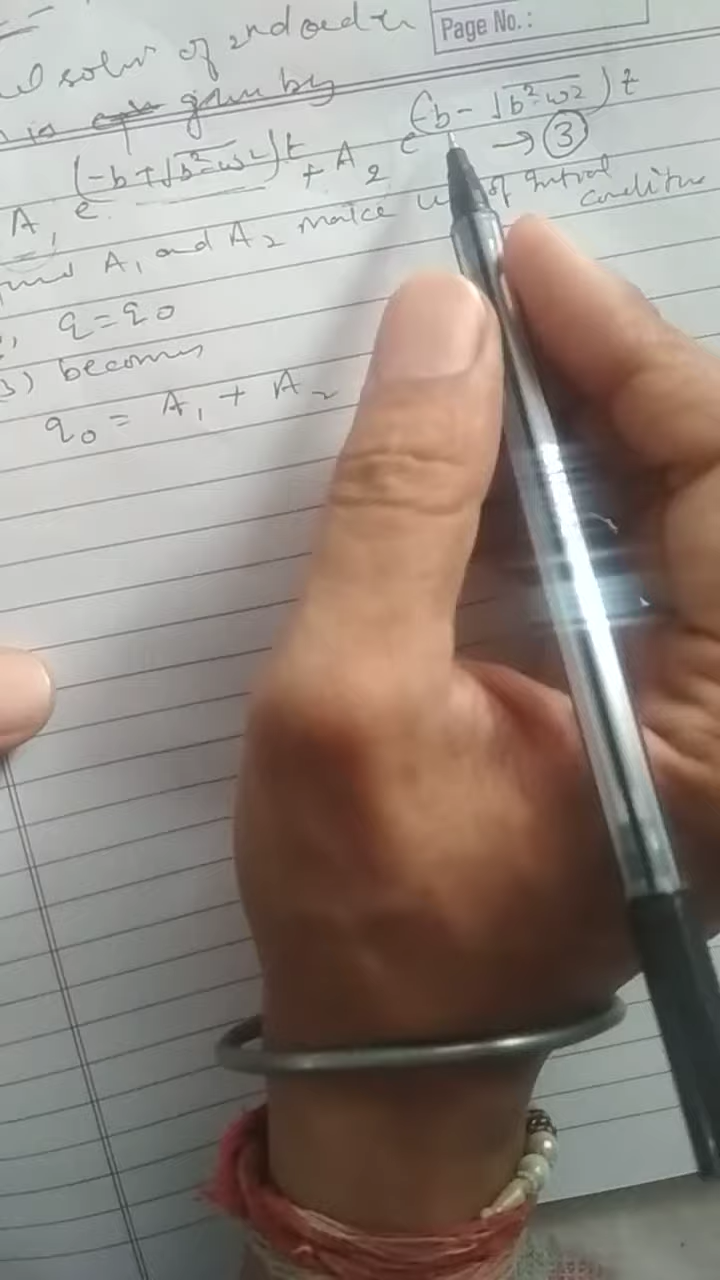 Page No.:
soln of 2nd order
is given by
A₁ e^(-b+√b²-ω²)t + A₂ e^(-b-√b²-ω²)t → ③
A₁ and A₂ make use of initial condition
q = q₀
(3) becomes
q₀ = A₁ + A₂